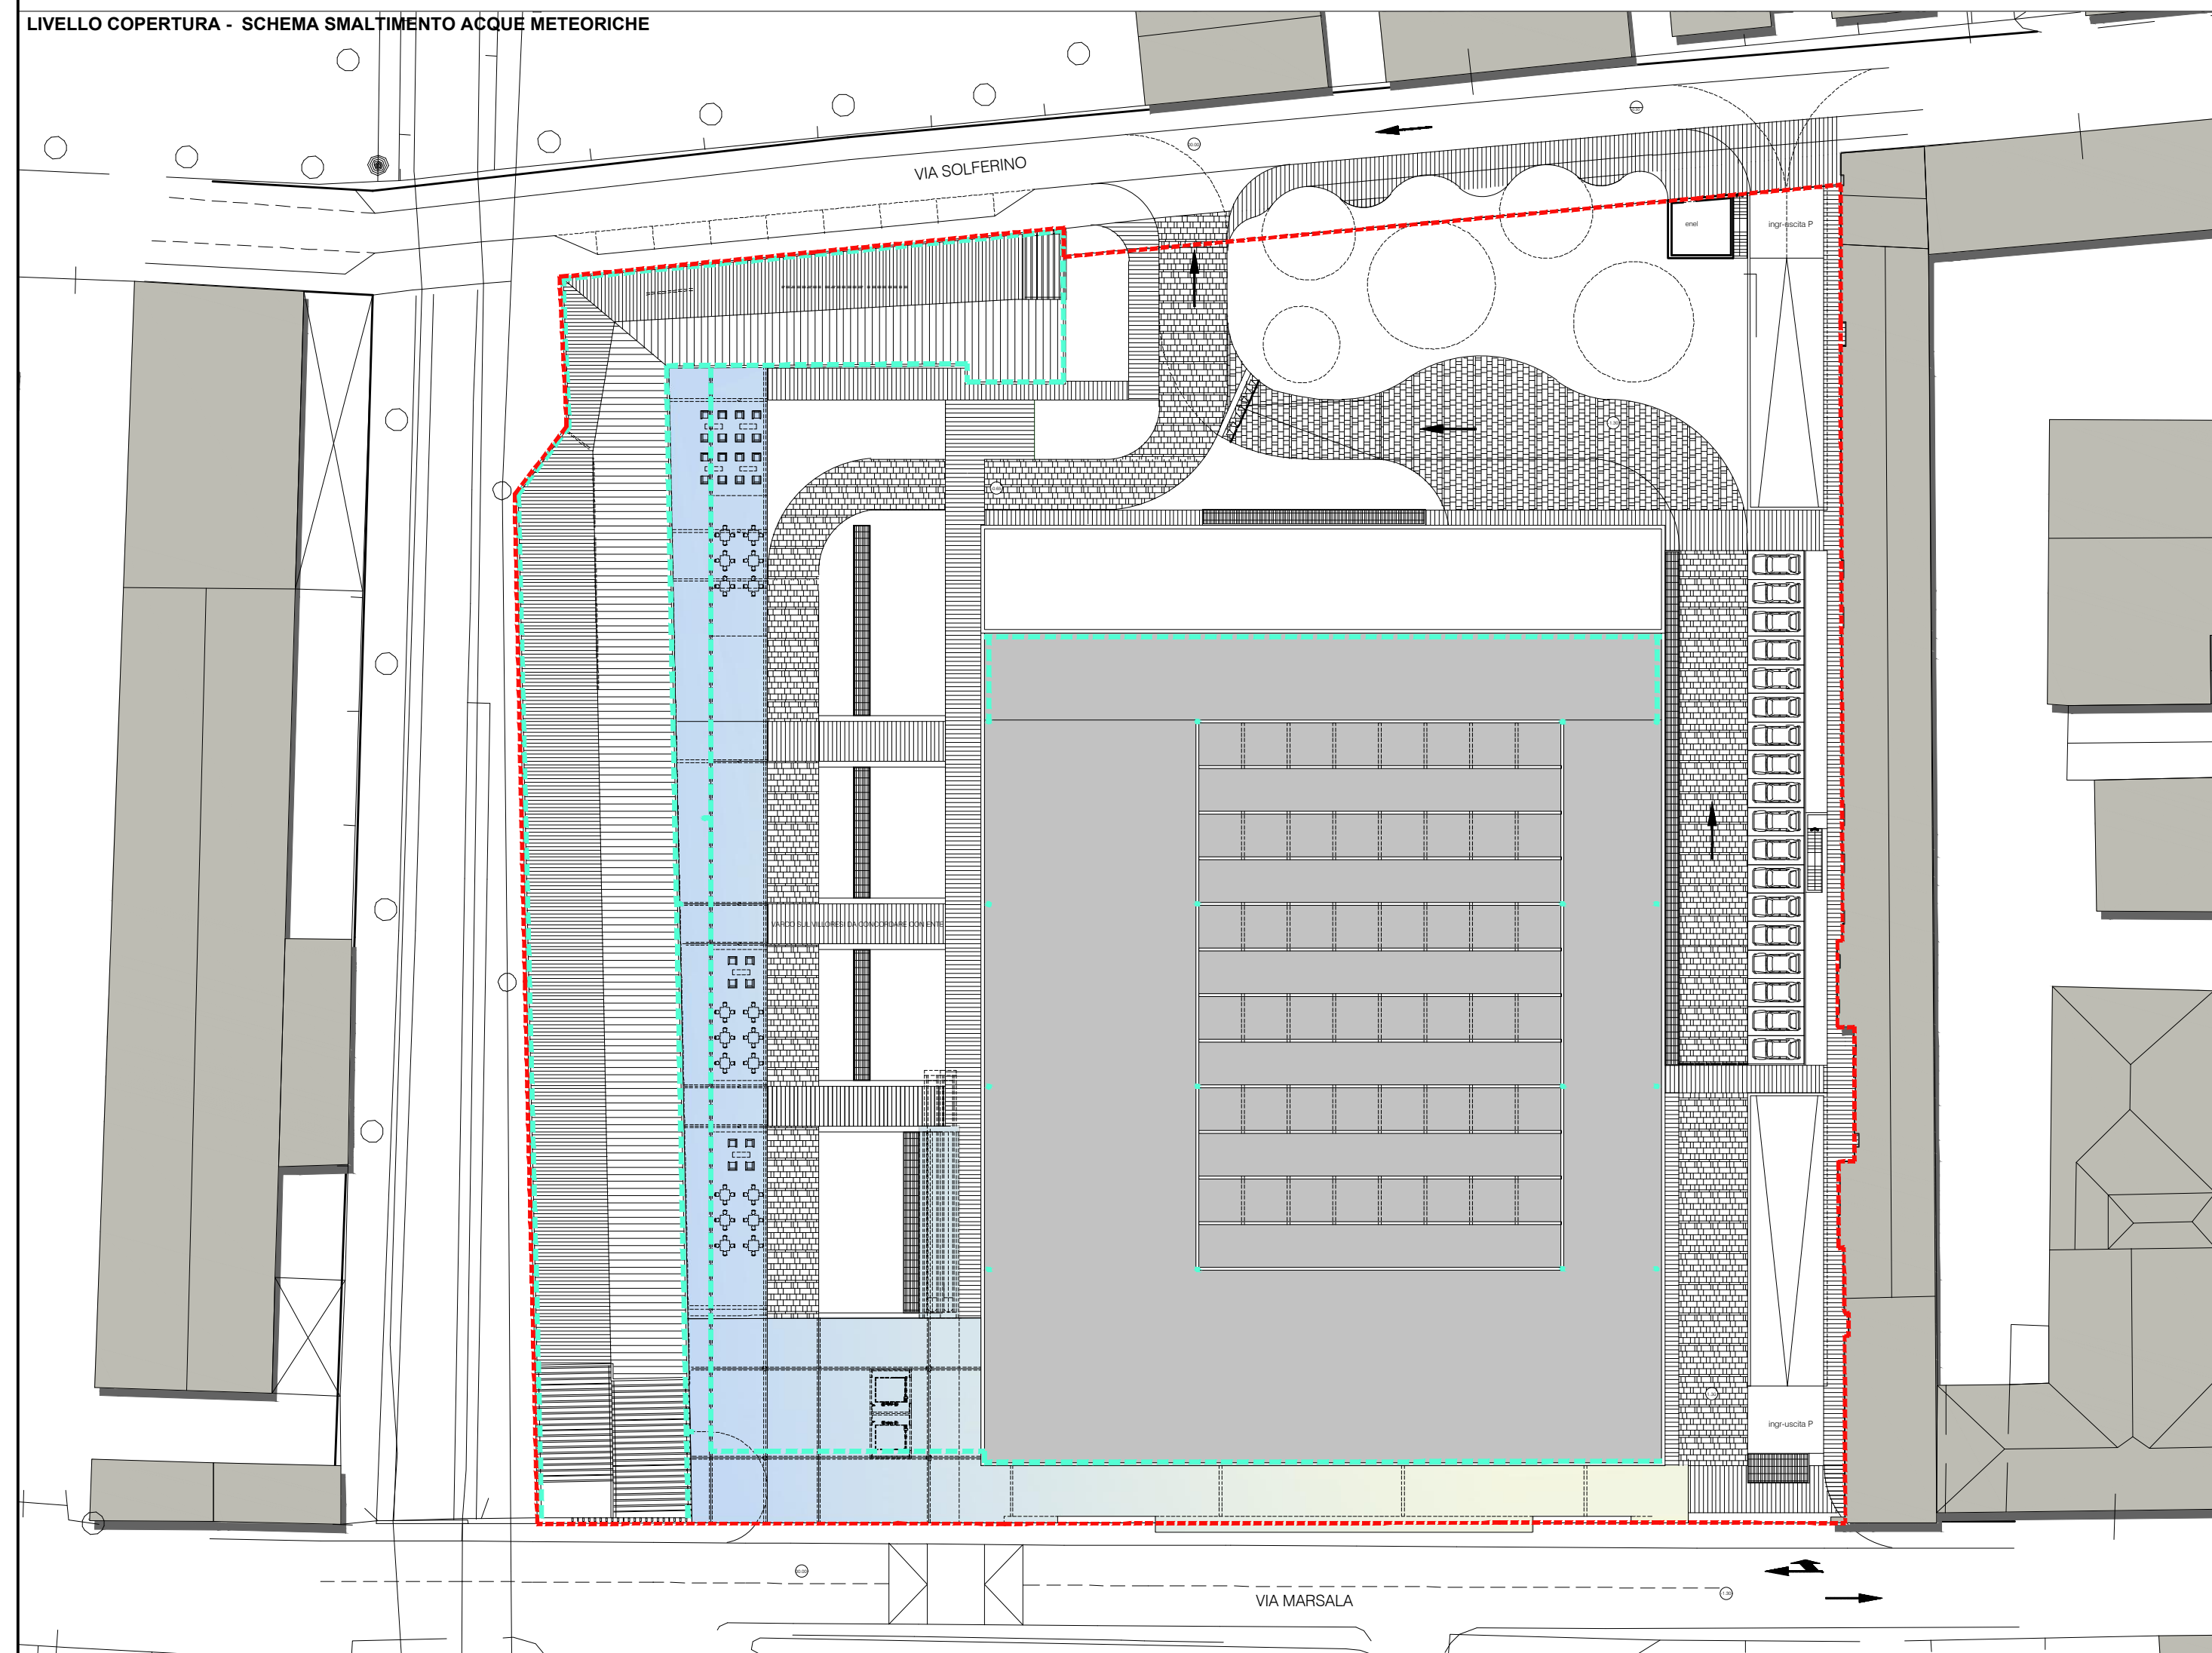 LIVELLO COPERTURA - SCHEMA SMALTIMENTO ACQUE METEORICHE
VIA SOLFERINO
enel
ingr-uscita P
VARCO SUL VILLORESI DA CONCORDARE CON ENTE
ingr-uscita P
VIA MARSALA